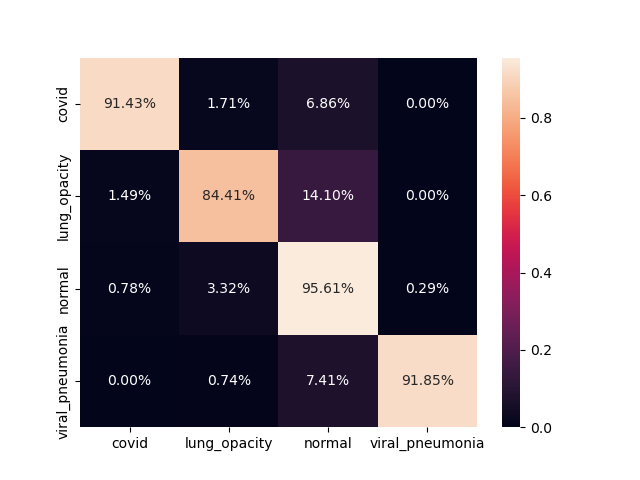 covid 91.43% 1.71% 6.86% 0.00%
lung_opacity 1.49% 84.41% 14.10% 0.00%
normal 0.78% 3.32% 95.61% 0.29%
viral_pneumonia 0.00% 0.74% 7.41% 91.85%
covid lung_opacity normal viral_pneumonia
0.8
0.6
0.4
0.2
0.0